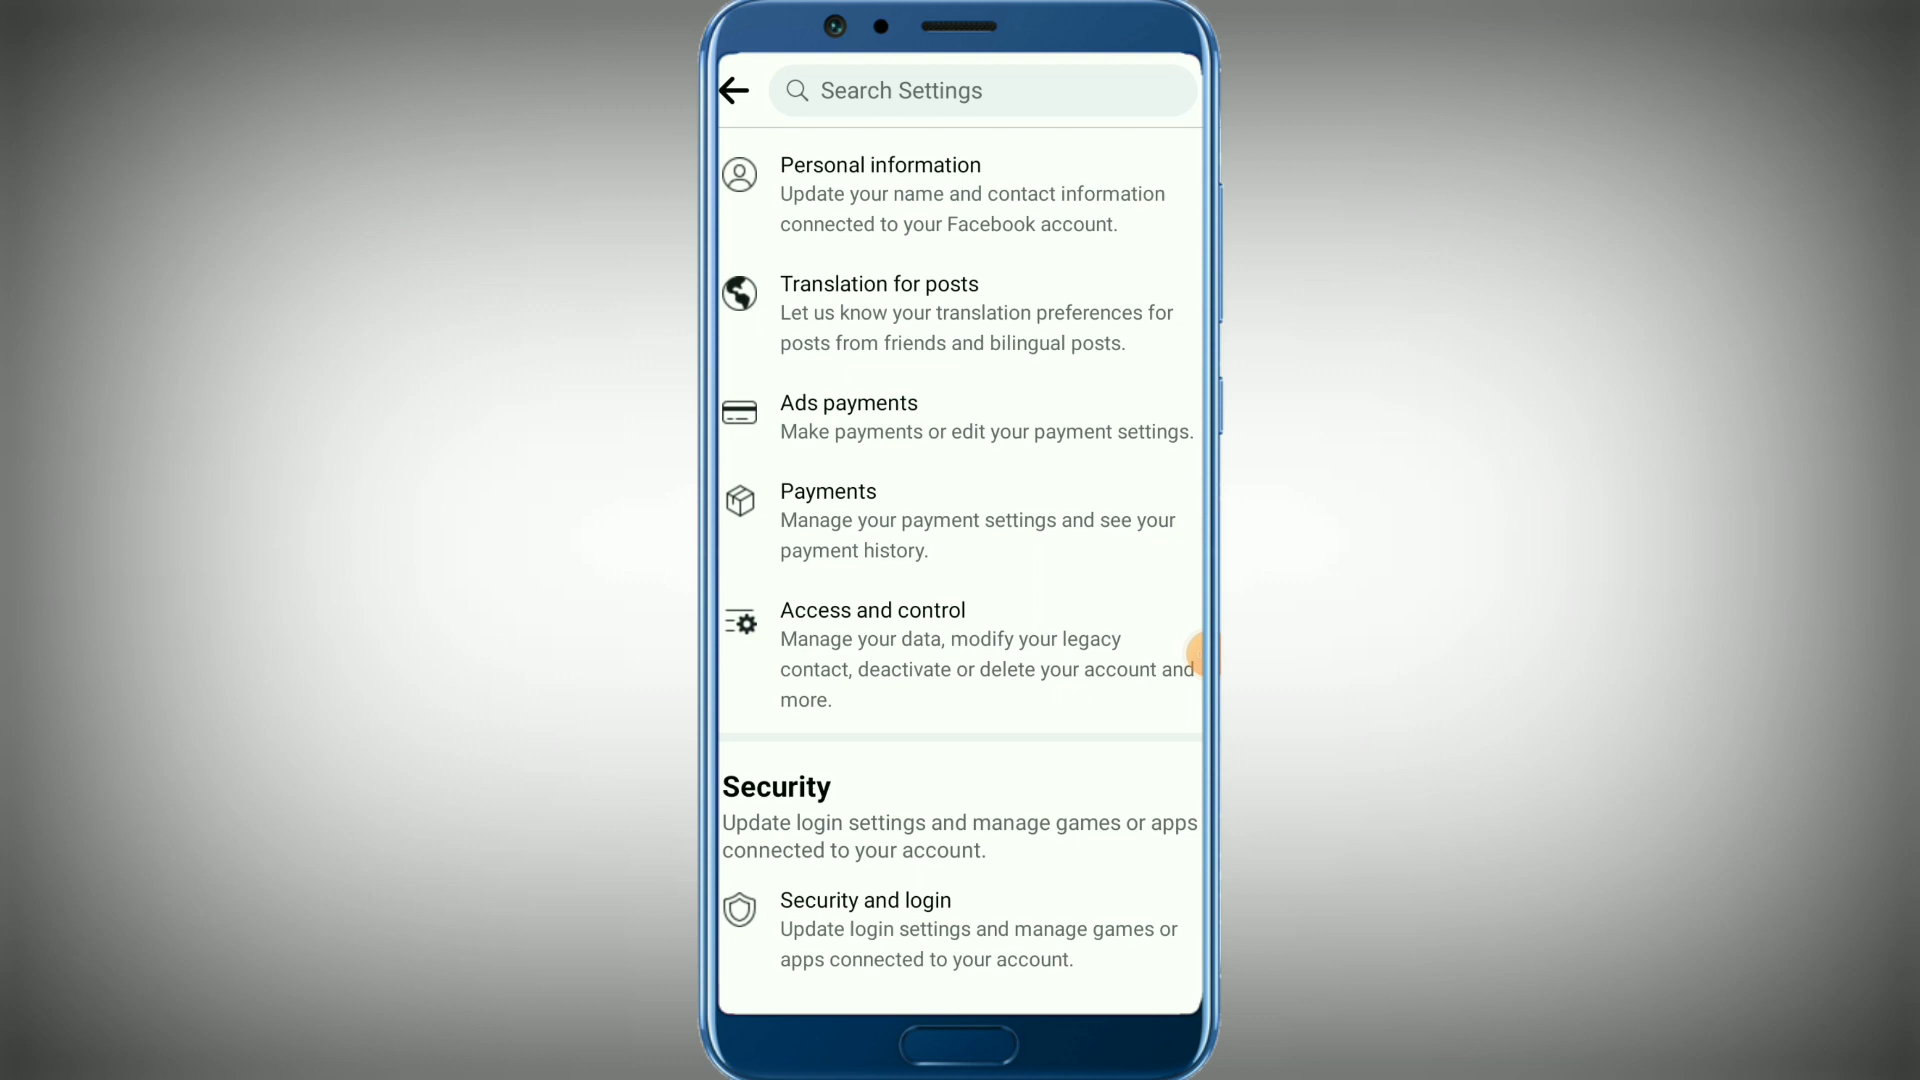 Search Settings
Personal information
Update your name and contact information
connected to your Facebook account.
Translation for posts
Let us know your translation preferences for
posts from friends and bilingual posts.
Ads payments
Make payments or edit your payment settings.
Payments
Manage your payment settings and see your
payment history.
Access and control
Manage your data, modify your legacy
contact, deactivate or delete your account and
more.
Security
Update login settings and manage games or apps
connected to your account.
Security and login
Update login settings and manage games or
apps connected to your account.